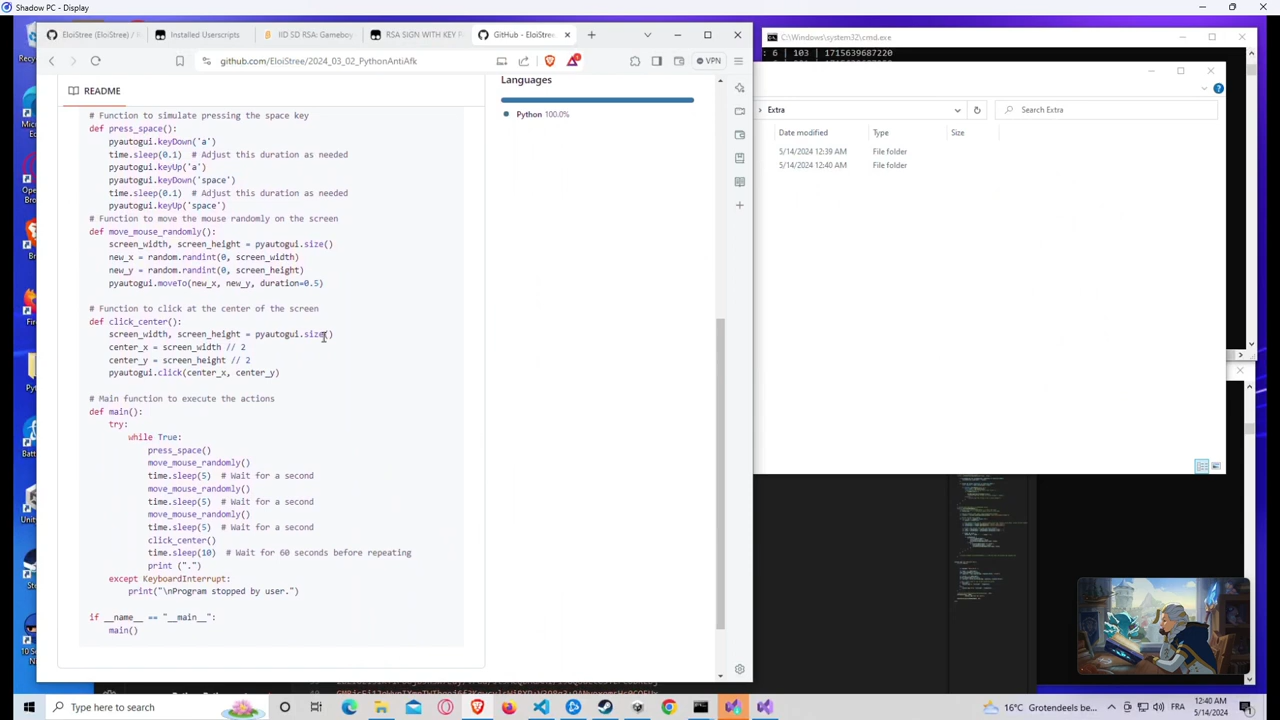 Shadow PC - Display
EloiStree (EloiStree) / R
Installed Userscripts
IID SD RSA: Gameboy
RSA SIGN WITH KEY F
GitHub - EloiStree
github.com/EloiStree/2024_03_02_PythonAntiAfk
VPN
README
# Function to simulate pressing the space key
def press_space():
pyautogui.keyDown('a')
time.sleep(0.1)  # Adjust this duration as needed
pyautogui.keyUp('a')
pyautogui.keyDown('space')
time.sleep(0.1)  # Adjust this duration as needed
pyautogui.keyUp('space')
# Function to move the mouse randomly on the screen
def move_mouse_randomly():
screen_width, screen_height = pyautogui.size()
new_x = random.randint(0, screen_width)
new_y = random.randint(0, screen_height)
pyautogui.moveTo(new_x, new_y, duration=0.5)
# Function to click at the center of the screen
def click_center():
screen_width, screen_height = pyautogui.size()
center_x = screen_width // 2
center_y = screen_height // 2
pyautogui.click(center_x, center_y)
# Main function to execute the actions
def main():
try:
while True:
press_space()
move_mouse_randomly()
time.sleep(5)  # Wait for a second
move_mouse_randomly()
time.sleep(5)  # Wait for a second
move_mouse_randomly()
time.sleep(5)  # Wait for a second
click_center()
time.sleep(10)  # Wait for 60 seconds before repeating
print (".")
except KeyboardInterrupt:
print("\nProgram stopped by user.")
if __name__ == "__main__":
main()
Languages
Python 100.0%
C:\Windows\system32\cmd.exe
: 6 | 103 | 1715639687220
Extra
Search Extra
Date modified
Type
Size
5/14/2024 12:39 AM
File folder
5/14/2024 12:40 AM
File folder
Type here to search
16°C Grotendeels be...
FRA
12:40 AM
5/14/2024